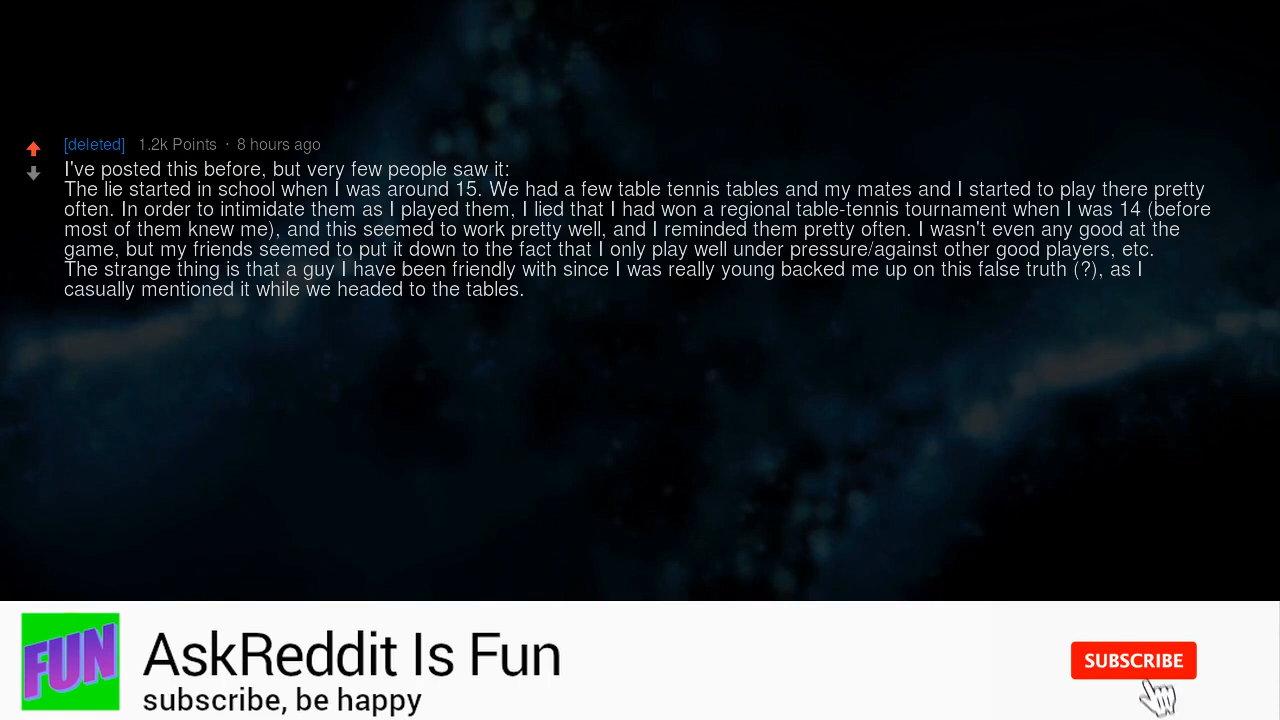 [deleted] 1.2k Points · 8 hours ago
I've posted this before, but very few people saw it:
The lie started in school when I was around 15. We had a few table tennis tables and my mates and I started to play there pretty
often. In order to intimidate them as I played them, I lied that I had won a regional table-tennis tournament when I was 14 (before
most of them knew me), and this seemed to work pretty well, and I reminded them pretty often. I wasn't even any good at the
game, but my friends seemed to put it down to the fact that I only play well under pressure/against other good players, etc.
The strange thing is that a guy I have been friendly with since I was really young backed me up on this false truth (?), as I
casually mentioned it while we headed to the tables.
FUN
AskReddit Is Fun
subscribe, be happy
SUBSCRIBE